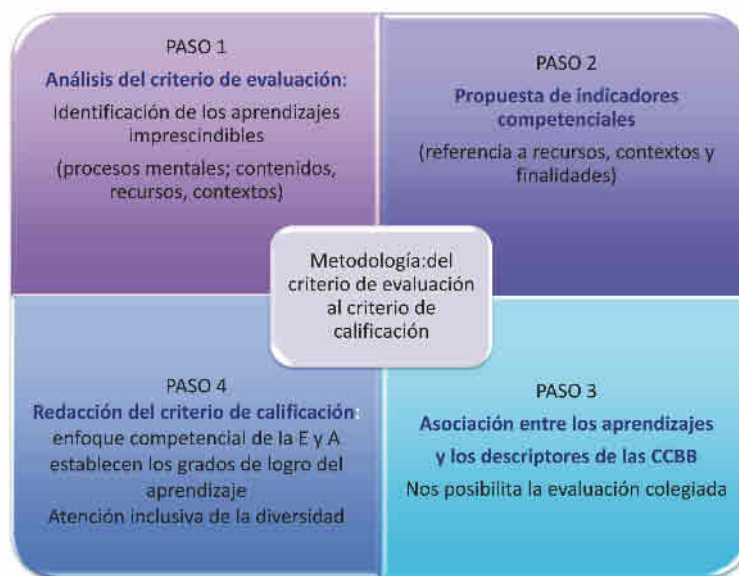 PASO 1
Análisis del criterio de evaluación:
Identificación de los aprendizajes
imprescindibles
(procesos mentales; contenidos,
recursos, contextos)
PASO 2
Propuesta de indicadores
competenciales
(referencia a recursos, contextos y
finalidades)
Metodología:del
criterio de evaluación
al criterio de
calificación
PASO 4
Redacción del criterio de calificación:
enfoque competencial de la E y A
establecen los grados de logro del
aprendizaje
Atención inclusiva de la diversidad
PASO 3
Asociación entre los aprendizajes
y los descriptores de las CCBB
Nos posibilita la evaluación colegiada